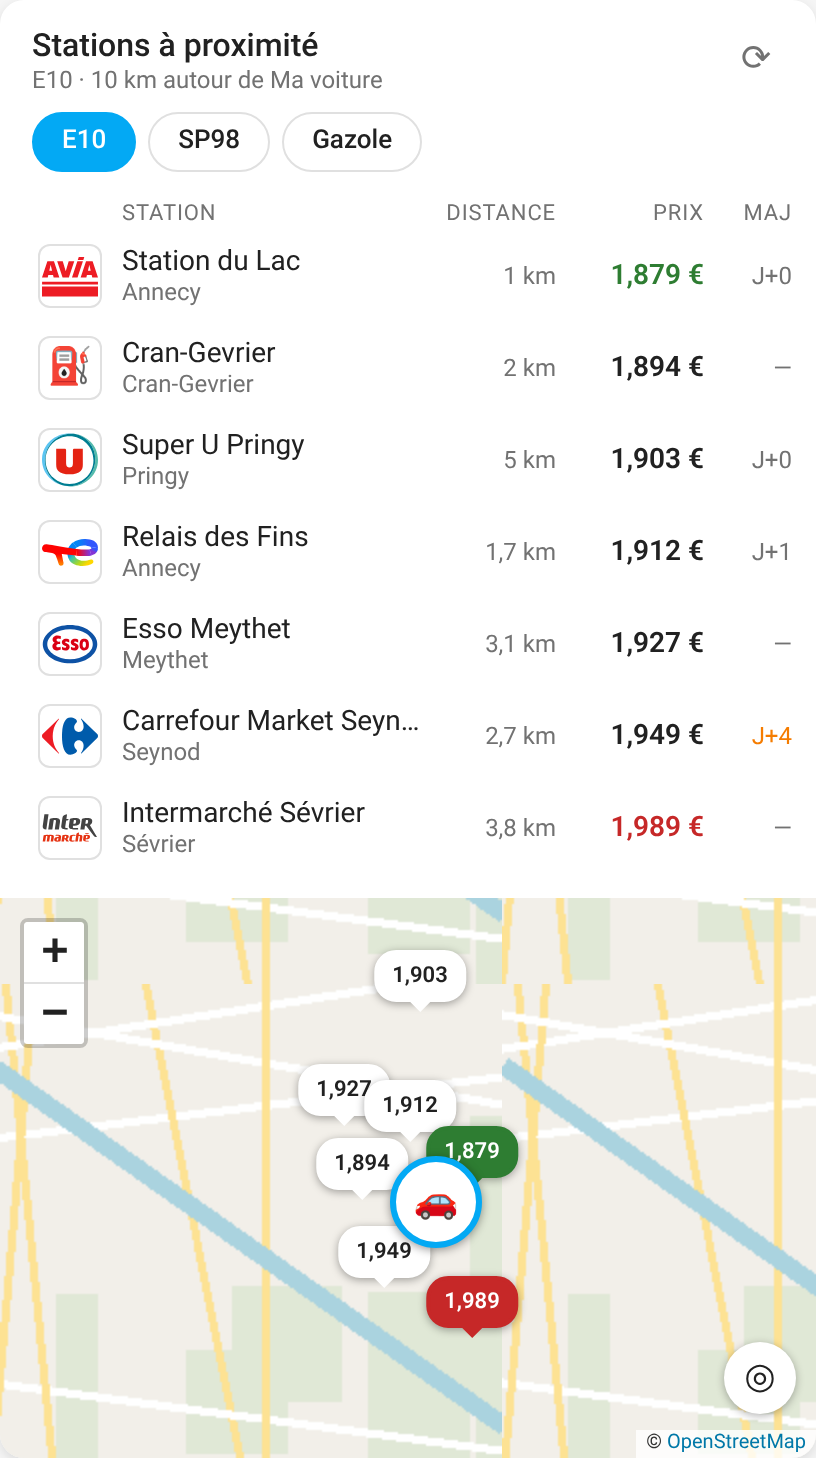 Stations à proximité
E10 · 10 km autour de Ma voiture
E10 SP98 Gazole
STATION DISTANCE PRIX MAJ
AVIA Station du Lac 1 km 1,879 € J+0
Annecy
Cran-Gevrier 2 km 1,894 € –
Cran-Gevrier
U Super U Pringy 5 km 1,903 € J+0
Pringy
Relais des Fins 1,7 km 1,912 € J+1
Annecy
Esso Esso Meythet 3,1 km 1,927 € –
Meythet
Carrefour Market Seyn... 2,7 km 1,949 € J+4
Seynod
Inter marché Intermarché Sévrier 3,8 km 1,989 € –
Sévrier
+
−
1,903
1,927
1,912
1,879
1,894
1,949
1,989
© OpenStreetMap